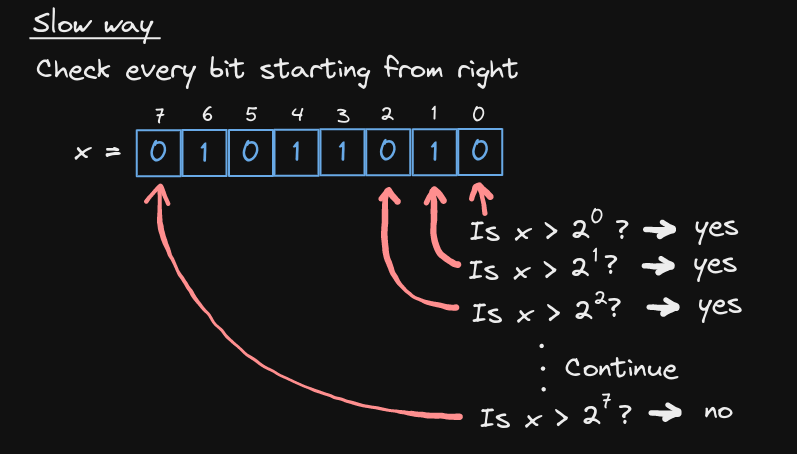 Slow way
Check every bit starting from right
7 6 5 4 3 2 1 0
x = 0 1 0 1 1 0 1 0
Is x > 2⁰ ? → yes
Is x > 2¹? → yes
Is x > 2²? → yes
⋮ Continue
Is x > 2⁷ ? → no